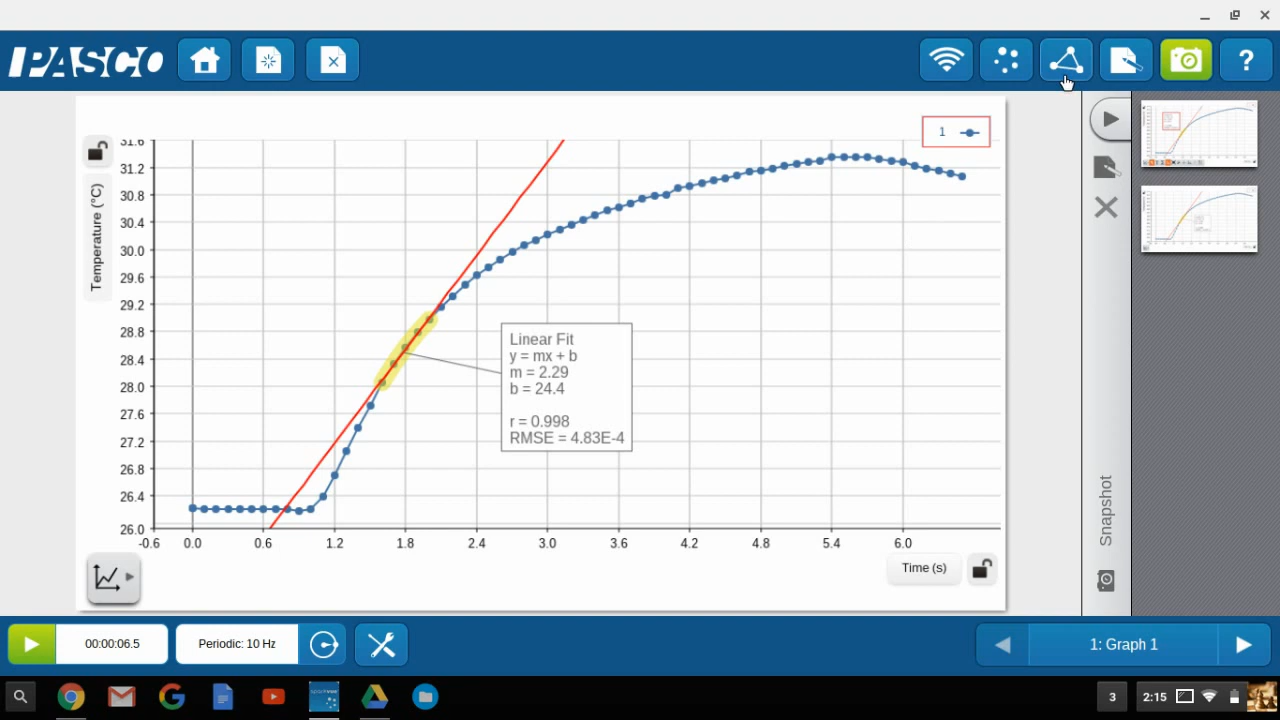 PASCO
?
1
31.6
31.2
30.8
30.4
30.0
29.6
29.2
28.8
28.4
28.0
27.6
27.2
26.8
26.4
26.0
Temperature (°C)
Linear Fit
y = mx + b
m = 2.29
b = 24.4
r = 0.998
RMSE = 4.83E-4
-0.6 0.0 0.6 1.2 1.8 2.4 3.0 3.6 4.2 4.8 5.4 6.0
Time (s)
Snapshot
00:00:06.5
Periodic: 10 Hz
1: Graph 1
3
2:15